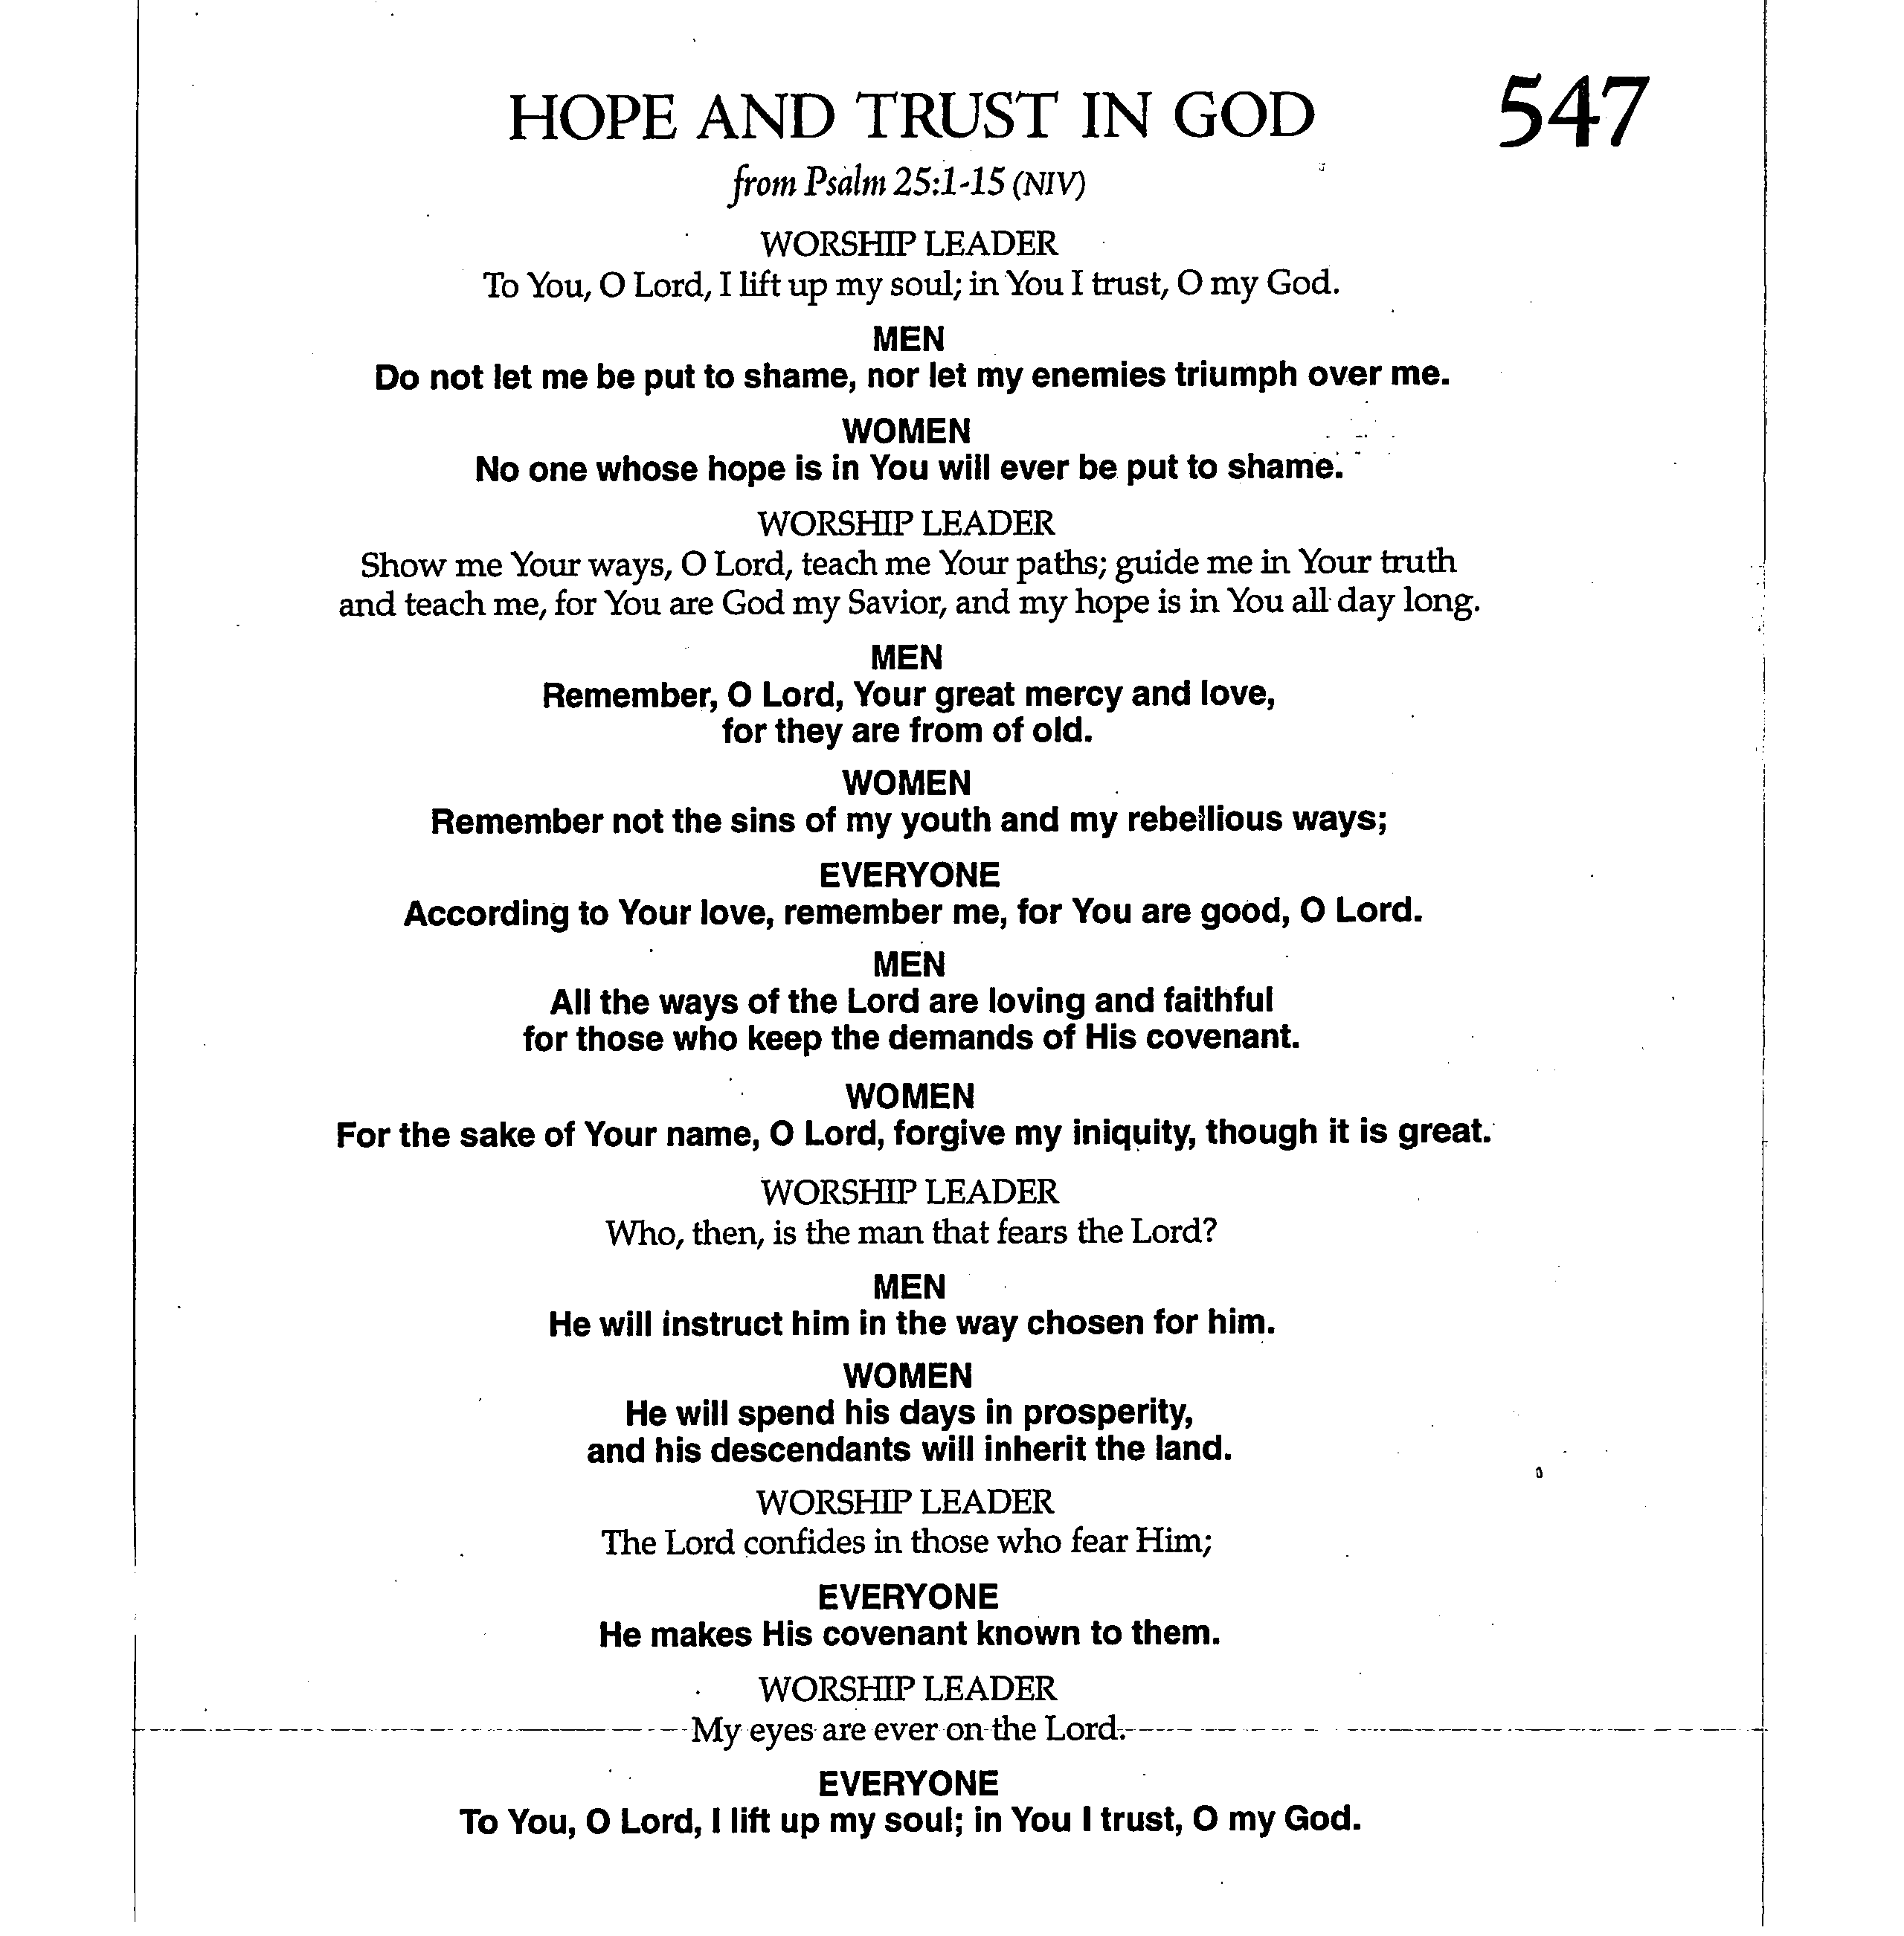 HOPE AND TRUST IN GOD 547
from Psalm 25:1-15 (NIV)
WORSHIP LEADER
To You, O Lord, I lift up my soul; in You I trust, O my God.
MEN
Do not let me be put to shame, nor let my enemies triumph over me.
WOMEN
No one whose hope is in You will ever be put to shame.
WORSHIP LEADER
Show me Your ways, O Lord, teach me Your paths; guide me in Your truth
and teach me, for You are God my Savior, and my hope is in You all day long.
MEN
Remember, O Lord, Your great mercy and love,
for they are from of old.
WOMEN
Remember not the sins of my youth and my rebellious ways;
EVERYONE
According to Your love, remember me, for You are good, O Lord.
MEN
All the ways of the Lord are loving and faithful
for those who keep the demands of His covenant.
WOMEN
For the sake of Your name, O Lord, forgive my iniquity, though it is great.
WORSHIP LEADER
Who, then, is the man that fears the Lord?
MEN
He will instruct him in the way chosen for him.
WOMEN
He will spend his days in prosperity,
and his descendants will inherit the land.
WORSHIP LEADER
The Lord confides in those who fear Him;
EVERYONE
He makes His covenant known to them.
WORSHIP LEADER
My eyes are ever on the Lord.
EVERYONE
To You, O Lord, I lift up my soul; in You I trust, O my God.